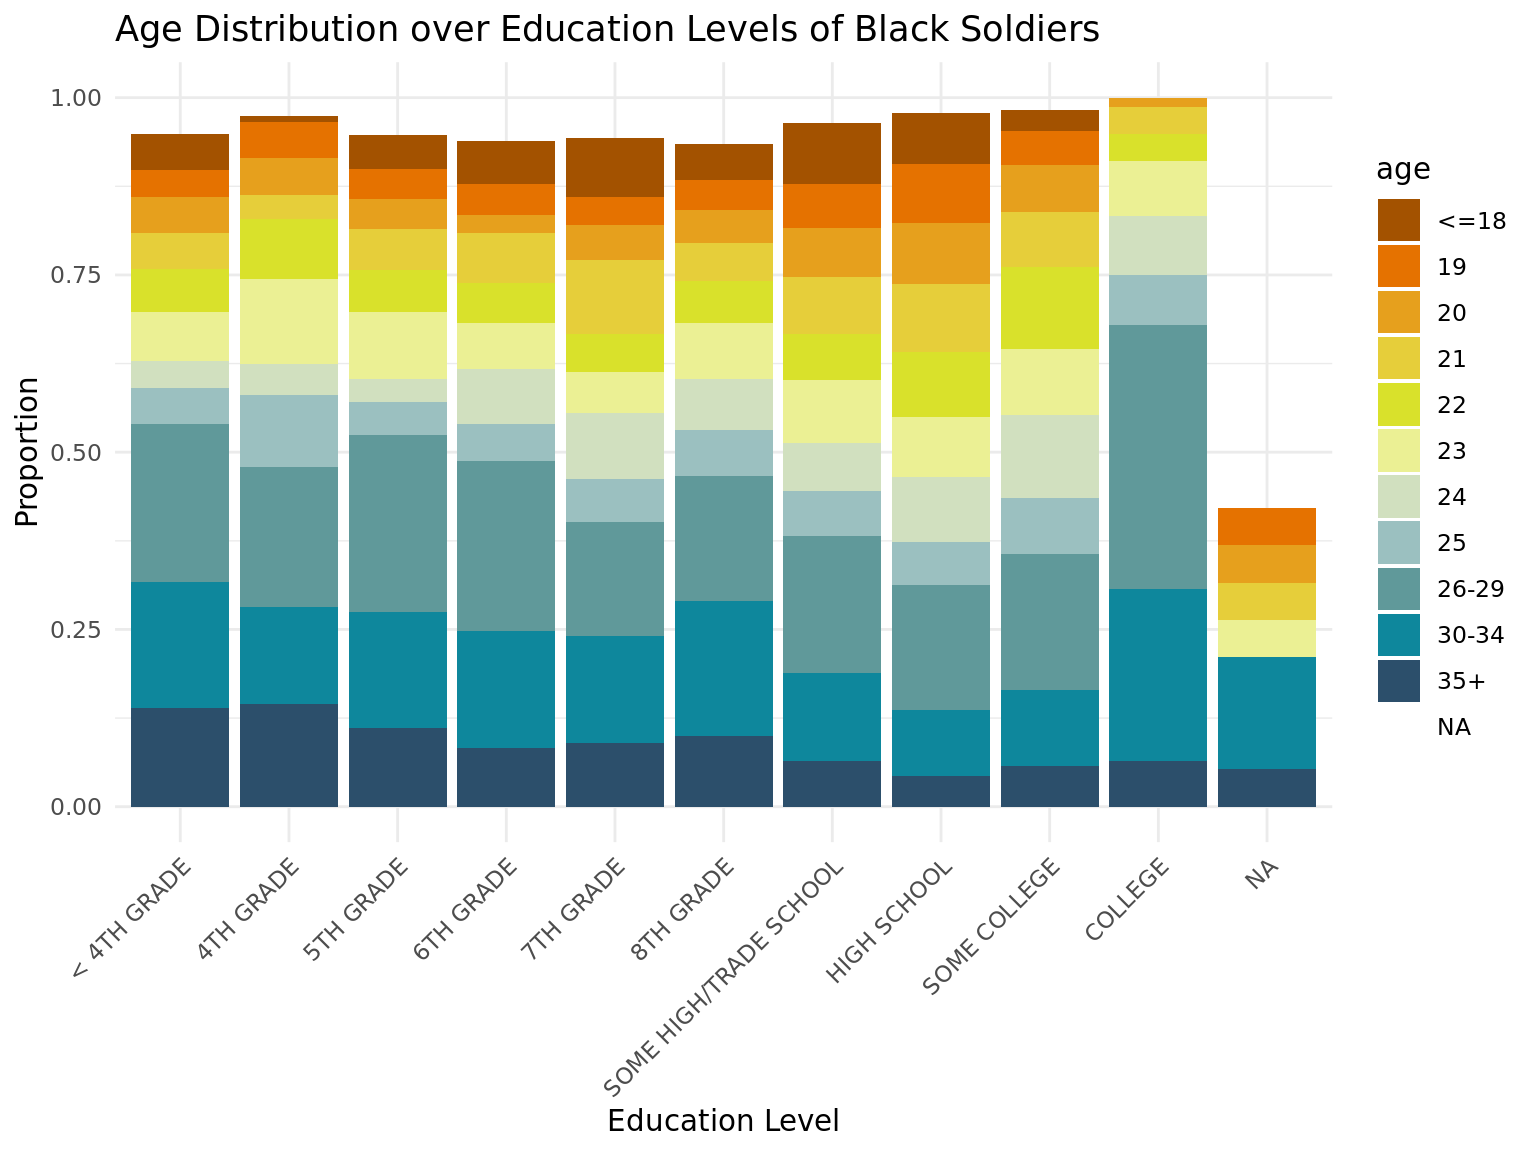 Age Distribution over Education Levels of Black Soldiers
Proportion
1.00
0.75
0.50
0.25
0.00
< 4TH GRADE
4TH GRADE
5TH GRADE
6TH GRADE
7TH GRADE
8TH GRADE
SOME HIGH/TRADE SCHOOL
HIGH SCHOOL
SOME COLLEGE
COLLEGE
NA
Education Level
age
<=18
19
20
21
22
23
24
25
26-29
30-34
35+
NA